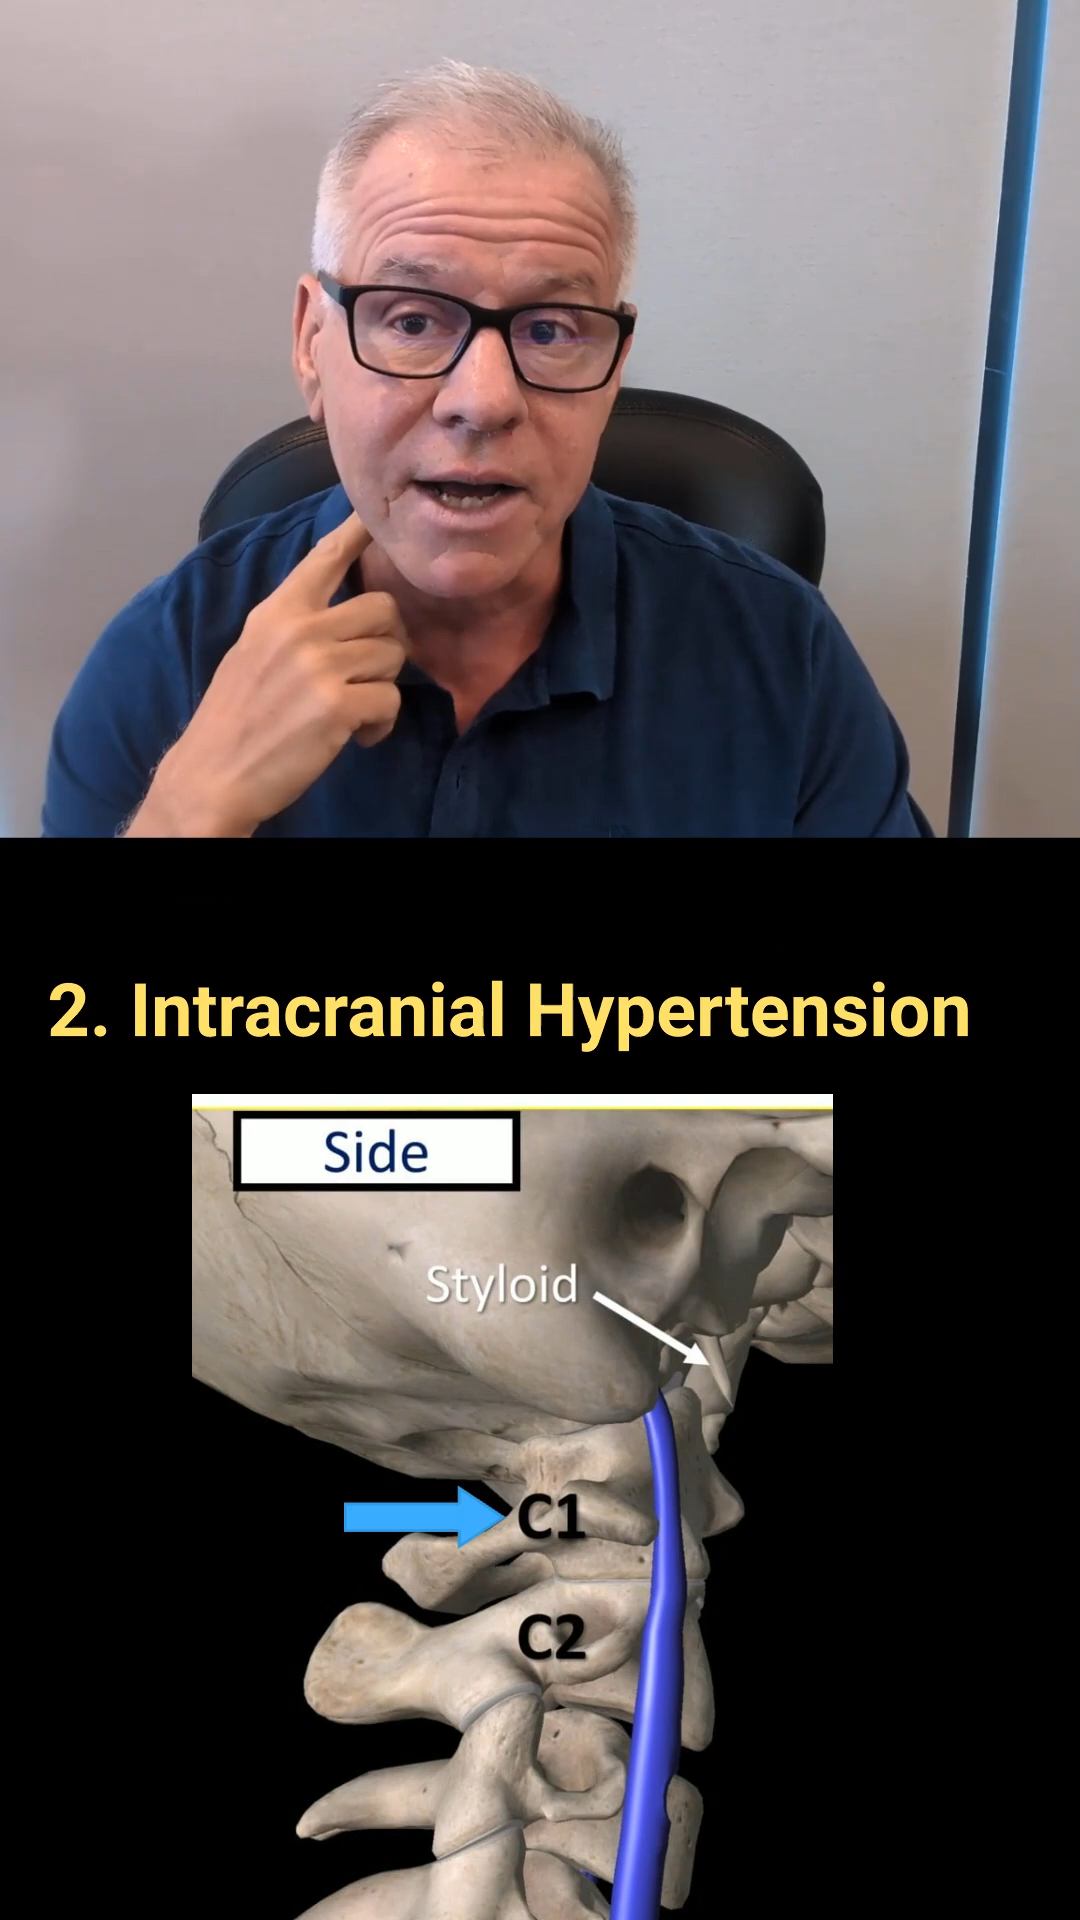 2. Intracranial Hypertension
Side
Styloid
C1
C2